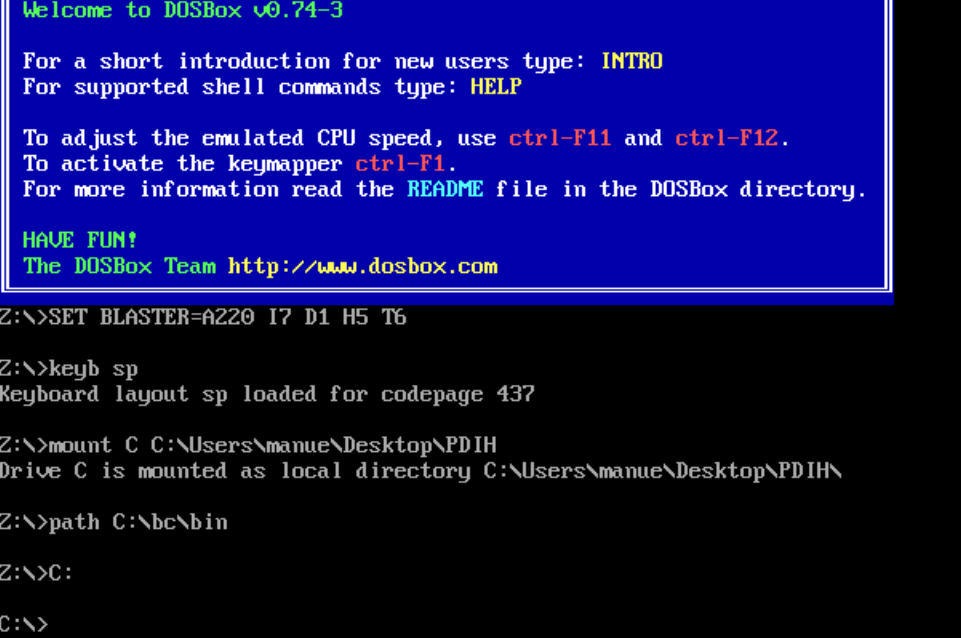 Welcome to DOSBox v0.74-3
For a short introduction for new users type: INTRO
For supported shell commands type: HELP
To adjust the emulated CPU speed, use ctrl-F11 and ctrl-F12.
To activate the keymapper ctrl-F1.
For more information read the README file in the DOSBox directory.
HAVE FUN!
The DOSBox Team http://www.dosbox.com
Z:\>SET BLASTER=A220 I7 D1 H5 T6
Z:\>keyb sp
Keyboard layout sp loaded for codepage 437
Z:\>mount C C:\Users\manue\Desktop\PDIH
Drive C is mounted as local directory C:\Users\manue\Desktop\PDIH\
Z:\>path C:\bc\bin
Z:\>C:
C:\>